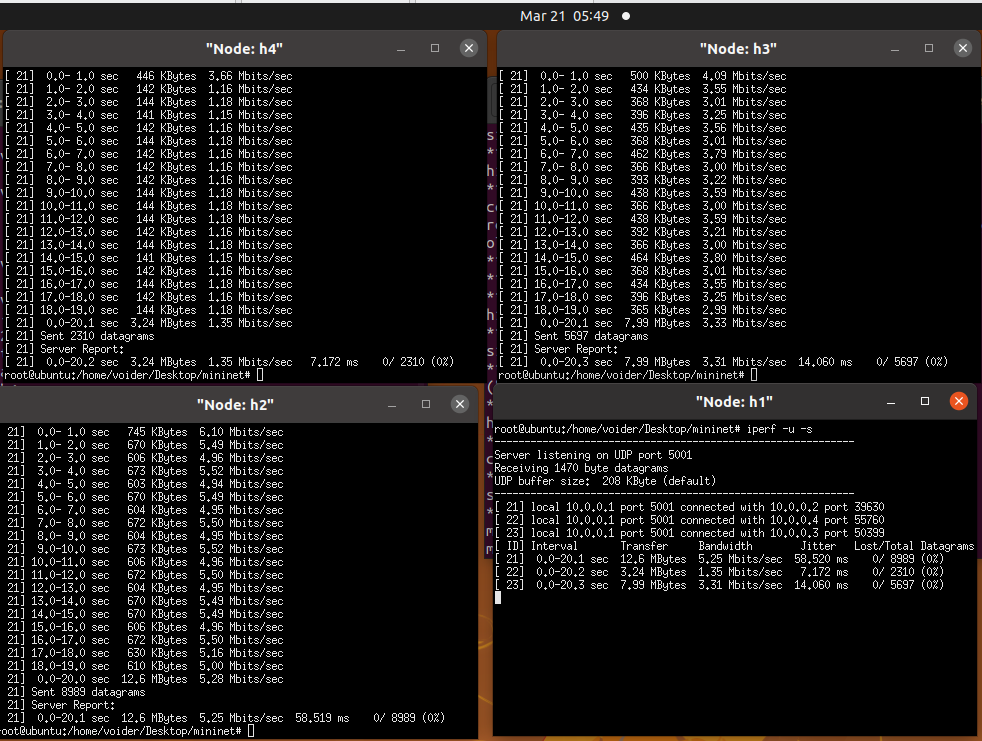 Mar 21 05:49
"Node: h4"
[ 21]  0.0- 1.0 sec   446 KBytes  3.66 Mbits/sec
[ 21]  1.0- 2.0 sec   142 KBytes  1.16 Mbits/sec
[ 21]  2.0- 3.0 sec   144 KBytes  1.18 Mbits/sec
[ 21]  3.0- 4.0 sec   141 KBytes  1.15 Mbits/sec
[ 21]  4.0- 5.0 sec   142 KBytes  1.16 Mbits/sec
[ 21]  5.0- 6.0 sec   144 KBytes  1.18 Mbits/sec
[ 21]  6.0- 7.0 sec   142 KBytes  1.16 Mbits/sec
[ 21]  7.0- 8.0 sec   142 KBytes  1.16 Mbits/sec
[ 21]  8.0- 9.0 sec   142 KBytes  1.16 Mbits/sec
[ 21]  9.0-10.0 sec   144 KBytes  1.18 Mbits/sec
[ 21] 10.0-11.0 sec   144 KBytes  1.18 Mbits/sec
[ 21] 11.0-12.0 sec   144 KBytes  1.18 Mbits/sec
[ 21] 12.0-13.0 sec   142 KBytes  1.16 Mbits/sec
[ 21] 13.0-14.0 sec   144 KBytes  1.18 Mbits/sec
[ 21] 14.0-15.0 sec   141 KBytes  1.15 Mbits/sec
[ 21] 15.0-16.0 sec   142 KBytes  1.16 Mbits/sec
[ 21] 16.0-17.0 sec   144 KBytes  1.18 Mbits/sec
[ 21] 17.0-18.0 sec   142 KBytes  1.16 Mbits/sec
[ 21] 18.0-19.0 sec   144 KBytes  1.18 Mbits/sec
[ 21]  0.0-20.1 sec  3.24 MBytes  1.35 Mbits/sec
[ 21] Sent 2310 datagrams
[ 21] Server Report:
[ 21]  0.0-20.2 sec  3.24 MBytes  1.35 Mbits/sec   7.172 ms    0/ 2310 (0%)
root@ubuntu:/home/voider/Desktop/mininet#
"Node: h3"
[ 21]  0.0- 1.0 sec   500 KBytes  4.09 Mbits/sec
[ 21]  1.0- 2.0 sec   434 KBytes  3.55 Mbits/sec
[ 21]  2.0- 3.0 sec   368 KBytes  3.01 Mbits/sec
[ 21]  3.0- 4.0 sec   396 KBytes  3.25 Mbits/sec
[ 21]  4.0- 5.0 sec   435 KBytes  3.56 Mbits/sec
[ 21]  5.0- 6.0 sec   368 KBytes  3.01 Mbits/sec
[ 21]  6.0- 7.0 sec   462 KBytes  3.79 Mbits/sec
[ 21]  7.0- 8.0 sec   366 KBytes  3.00 Mbits/sec
[ 21]  8.0- 9.0 sec   393 KBytes  3.22 Mbits/sec
[ 21]  9.0-10.0 sec   438 KBytes  3.59 Mbits/sec
[ 21] 10.0-11.0 sec   366 KBytes  3.00 Mbits/sec
[ 21] 11.0-12.0 sec   438 KBytes  3.59 Mbits/sec
[ 21] 12.0-13.0 sec   392 KBytes  3.21 Mbits/sec
[ 21] 13.0-14.0 sec   366 KBytes  3.00 Mbits/sec
[ 21] 14.0-15.0 sec   464 KBytes  3.80 Mbits/sec
[ 21] 15.0-16.0 sec   368 KBytes  3.01 Mbits/sec
[ 21] 16.0-17.0 sec   434 KBytes  3.55 Mbits/sec
[ 21] 17.0-18.0 sec   396 KBytes  3.25 Mbits/sec
[ 21] 18.0-19.0 sec   365 KBytes  2.99 Mbits/sec
[ 21]  0.0-20.1 sec  7.99 MBytes  3.33 Mbits/sec
[ 21] Sent 5697 datagrams
[ 21] Server Report:
[ 21]  0.0-20.3 sec  7.99 MBytes  3.31 Mbits/sec  14.060 ms    0/ 5697 (0%)
root@ubuntu:/home/voider/Desktop/mininet#
"Node: h2"
21]  0.0- 1.0 sec   745 KBytes  6.10 Mbits/sec
21]  1.0- 2.0 sec   670 KBytes  5.49 Mbits/sec
21]  2.0- 3.0 sec   606 KBytes  4.96 Mbits/sec
21]  3.0- 4.0 sec   673 KBytes  5.52 Mbits/sec
21]  4.0- 5.0 sec   603 KBytes  4.94 Mbits/sec
21]  5.0- 6.0 sec   670 KBytes  5.49 Mbits/sec
21]  6.0- 7.0 sec   604 KBytes  4.95 Mbits/sec
21]  7.0- 8.0 sec   672 KBytes  5.50 Mbits/sec
21]  8.0- 9.0 sec   604 KBytes  4.95 Mbits/sec
21]  9.0-10.0 sec   673 KBytes  5.52 Mbits/sec
21] 10.0-11.0 sec   606 KBytes  4.96 Mbits/sec
21] 11.0-12.0 sec   672 KBytes  5.50 Mbits/sec
21] 12.0-13.0 sec   604 KBytes  4.95 Mbits/sec
21] 13.0-14.0 sec   670 KBytes  5.49 Mbits/sec
21] 14.0-15.0 sec   670 KBytes  5.49 Mbits/sec
21] 15.0-16.0 sec   606 KBytes  4.96 Mbits/sec
21] 16.0-17.0 sec   672 KBytes  5.50 Mbits/sec
21] 17.0-18.0 sec   630 KBytes  5.16 Mbits/sec
21] 18.0-19.0 sec   610 KBytes  5.00 Mbits/sec
21]  0.0-20.0 sec  12.6 MBytes  5.28 Mbits/sec
21] Sent 8989 datagrams
21] Server Report:
21]  0.0-20.1 sec  12.6 MBytes  5.25 Mbits/sec  58.519 ms    0/ 8989 (0%)
root@ubuntu:/home/voider/Desktop/mininet#
"Node: h1"
root@ubuntu:/home/voider/Desktop/mininet# iperf -u -s
------------------------------------------------------------
Server listening on UDP port 5001
Receiving 1470 byte datagrams
UDP buffer size:  208 KByte (default)
------------------------------------------------------------
[ 21] local 10.0.0.1 port 5001 connected with 10.0.0.2 port 39630
[ 22] local 10.0.0.1 port 5001 connected with 10.0.0.4 port 55760
[ 23] local 10.0.0.1 port 5001 connected with 10.0.0.3 port 50399
[ ID] Interval       Transfer     Bandwidth       Jitter   Lost/Total Datagrams
[ 21]  0.0-20.1 sec  12.6 MBytes  5.25 Mbits/sec  58.520 ms    0/ 8989 (0%)
[ 22]  0.0-20.2 sec  3.24 MBytes  1.35 Mbits/sec   7.172 ms    0/ 2310 (0%)
[ 23]  0.0-20.3 sec  7.99 MBytes  3.31 Mbits/sec  14.060 ms    0/ 5697 (0%)